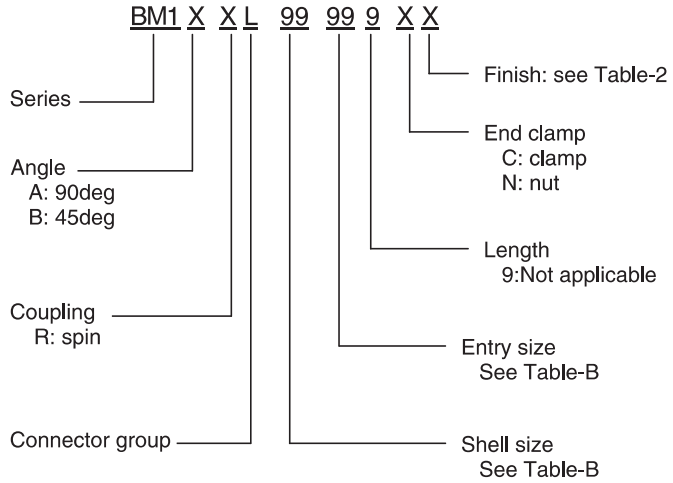 BM1 X X L 99 99 9 X X
Finish: see Table-2
Series
End clamp
C: clamp
N: nut
Angle
A: 90deg
B: 45deg
Length
9:Not applicable
Coupling
R: spin
Entry size
See Table-B
Connector group
Shell size
See Table-B